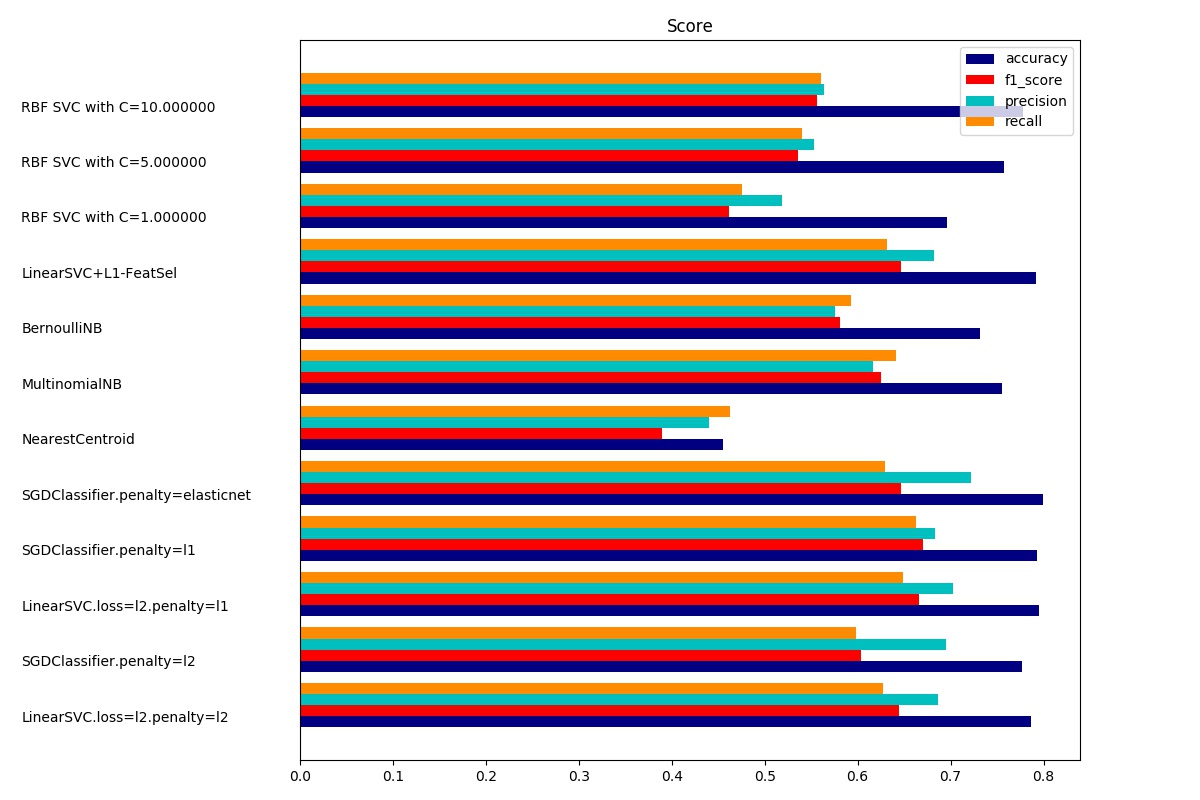 Score
accuracy
f1_score
precision
recall
RBF SVC with C=10.000000
RBF SVC with C=5.000000
RBF SVC with C=1.000000
LinearSVC+L1-FeatSel
BernoulliNB
MultinomialNB
NearestCentroid
SGDClassifier.penalty=elasticnet
SGDClassifier.penalty=l1
LinearSVC.loss=l2.penalty=l1
SGDClassifier.penalty=l2
LinearSVC.loss=l2.penalty=l2
0.0 0.1 0.2 0.3 0.4 0.5 0.6 0.7 0.8